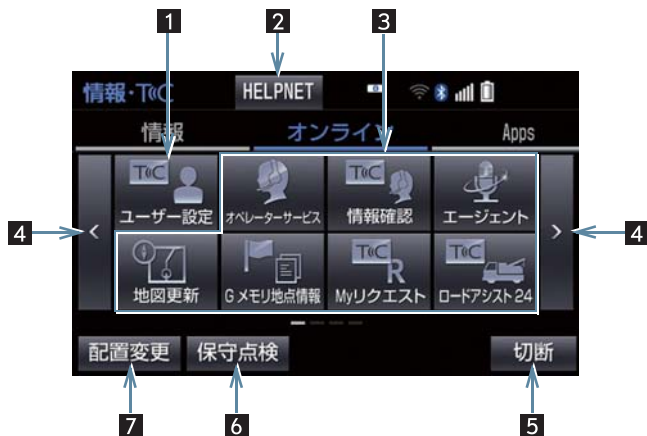 1 2 3
情報・T@C HELPNET
情報 オンライン Apps
T@C T@C
ユーザー設定 オペレーターサービス 情報確認 エージェント
4 < > 4
T@C T@C
R
地図更新 Gメモリ地点情報 Myリクエスト ロードアシスト24
配置変更 保守点検 切断
7 6 5